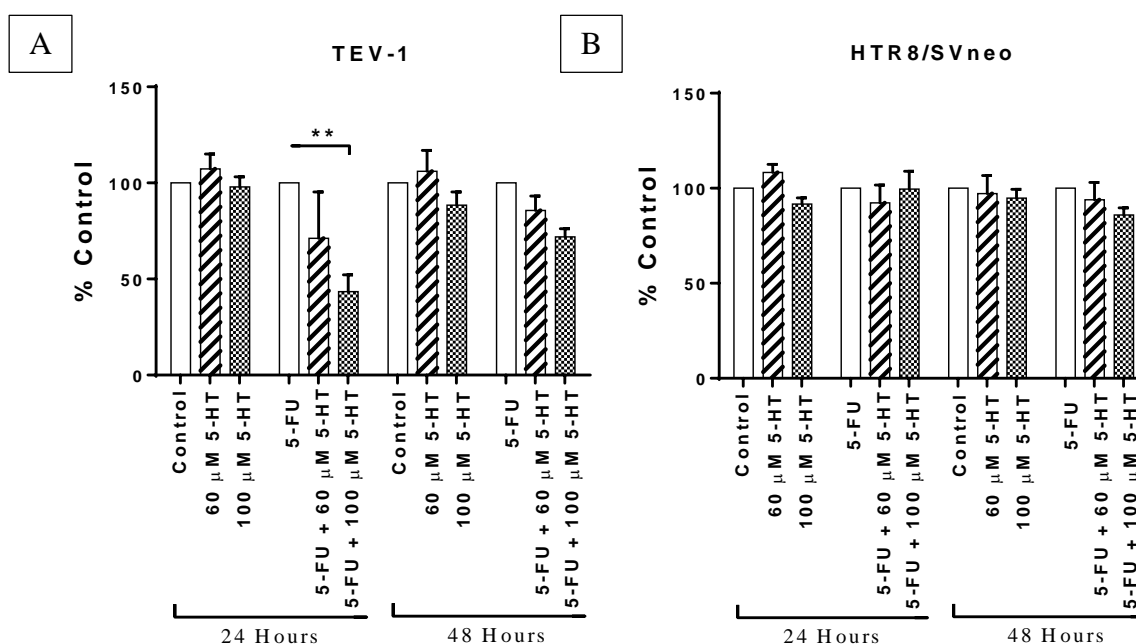 A
TEV-1
150
100
50
0
% Control
**
Control
60 μM 5-HT
100 μM 5-HT
5-FU
5-FU + 60 μM 5-HT
5-FU + 100 μM 5-HT
Control
60 μM 5-HT
100 μM 5-HT
5-FU
5-FU + 60 μM 5-HT
5-FU + 100 μM 5-HT
24 Hours
48 Hours
B
HTR8/SVneo
150
100
50
0
% Control
Control
60 μM 5-HT
100 μM 5-HT
5-FU
5-FU + 60 μM 5-HT
5-FU + 100 μM 5-HT
Control
60 μM 5-HT
100 μM 5-HT
5-FU
5-FU + 60 μM 5-HT
5-FU + 100 μM 5-HT
24 Hours
48 Hours